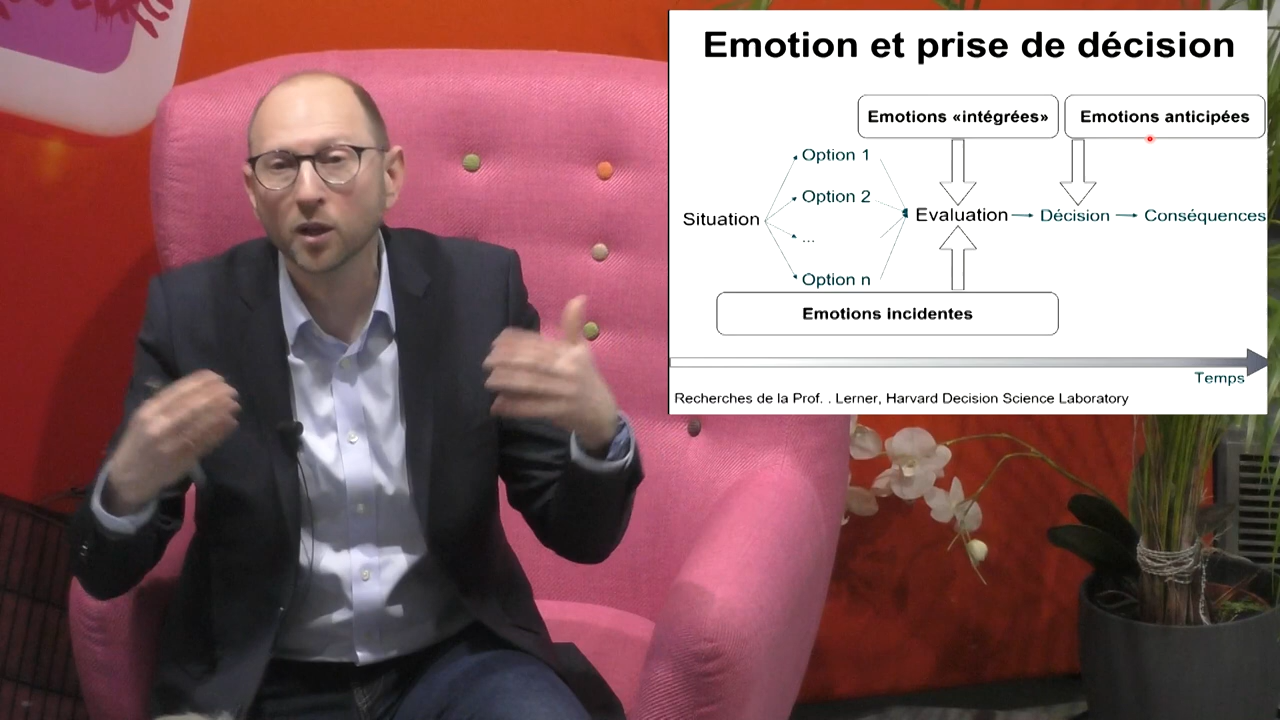 Emotion et prise de décision
Emotions «intégrées»
Emotions anticipées
Option 1
Option 2
Situation
Evaluation
Décision
Conséquences
...
Option n
Emotions incidentes
Temps
Recherches de la Prof. . Lerner, Harvard Decision Science Laboratory